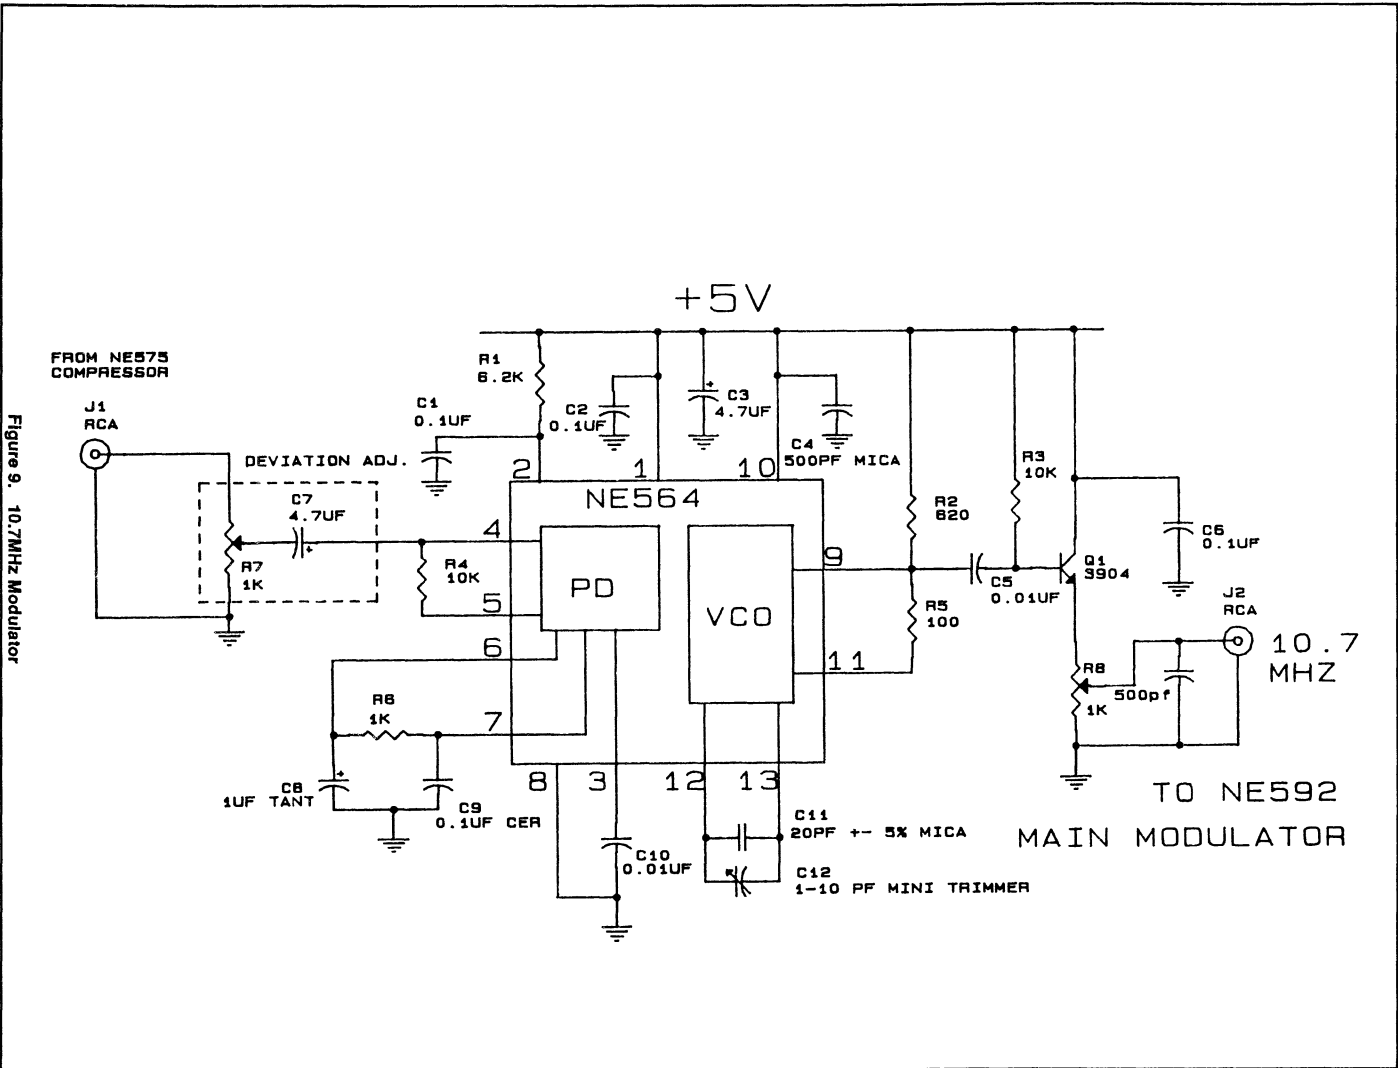 +5V
FROM NE575
COMPRESSOR
J1
RCA
R1
6.2K
C1
0.1UF
C2
0.1UF
C3
4.7UF
C4
500PF MICA
DEVIATION ADJ.
2
1
10
NE564
R3
10K
R2
820
C7
4.7UF
4
R4
10K
R7
1K
5
PD
VCO
9
C5
0.01UF
Q1
3904
C6
0.1UF
R5
100
J2
RCA
10.7
MHZ
6
11
R8
1K
500pf
R6
1K
7
C8
1UF TANT
C9
0.1UF CER
8
3
12
13
C10
0.01UF
C11
20PF +- 5% MICA
C12
1-10 PF MINI TRIMMER
TO NE592
MAIN MODULATOR
Figure 9. 10.7MHz Modulator